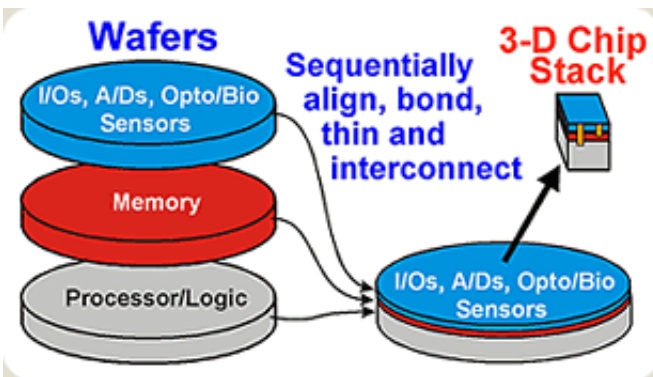 Wafers
I/Os, A/Ds, Opto/Bio
Sensors
Memory
Processor/Logic
Sequentially
align, bond,
thin and
interconnect
3-D Chip
Stack
I/Os, A/Ds, Opto/Bio
Sensors